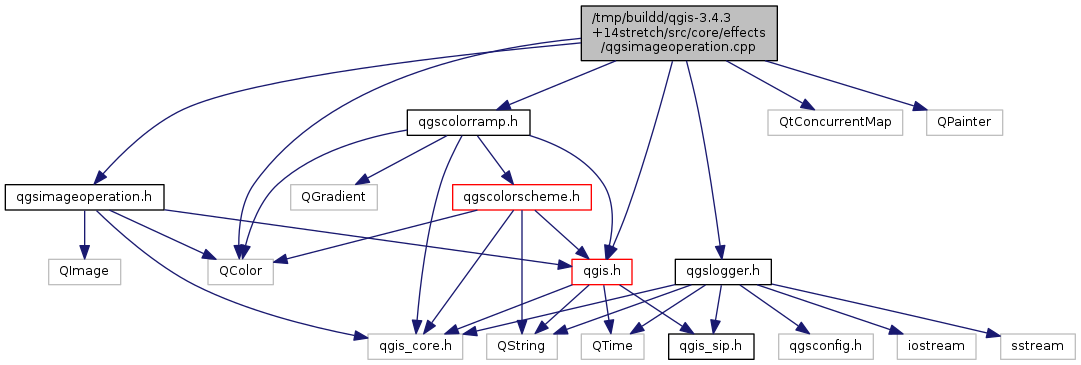 /tmp/buildd/qgis-3.4.3
+14stretch/src/core/effects
/qgsimageoperation.cpp
qgscolorramp.h
QtConcurrentMap
QPainter
qgsimageoperation.h
QGradient
qgscolorscheme.h
QImage
QColor
qgis.h
qgslogger.h
qgis_core.h
QString
QTime
qgis_sip.h
qgsconfig.h
iostream
sstream